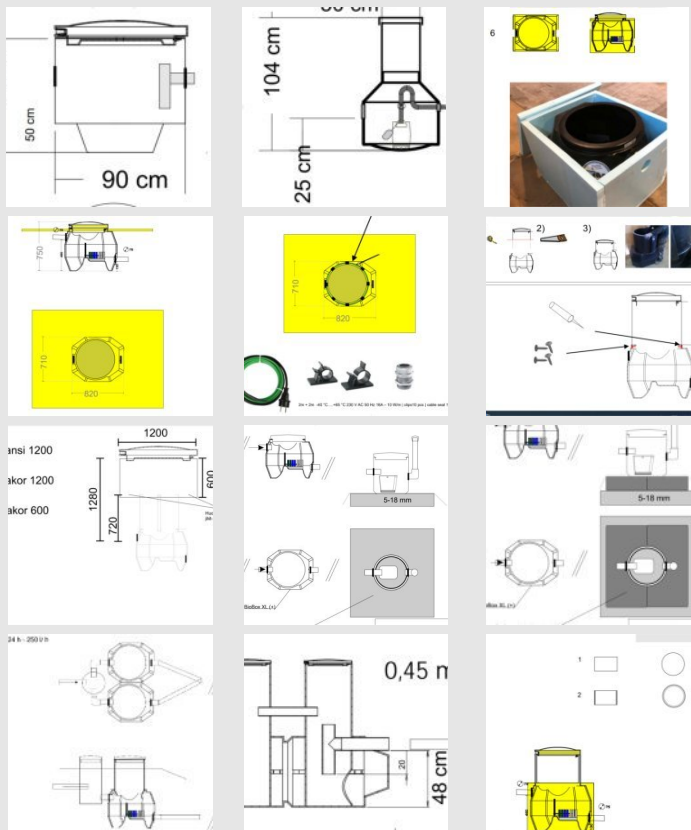 50 cm
90 cm
104 cm
25 cm
6
750
710
820
710
820
2)
3)
1200
ansi 1200
akor 1200
akor 600
1280
720
600
5-18 mm
BioBox XL (+)
5-18 mm
24 h - 250 l/h
0,45 m
20
48 cm
1
2